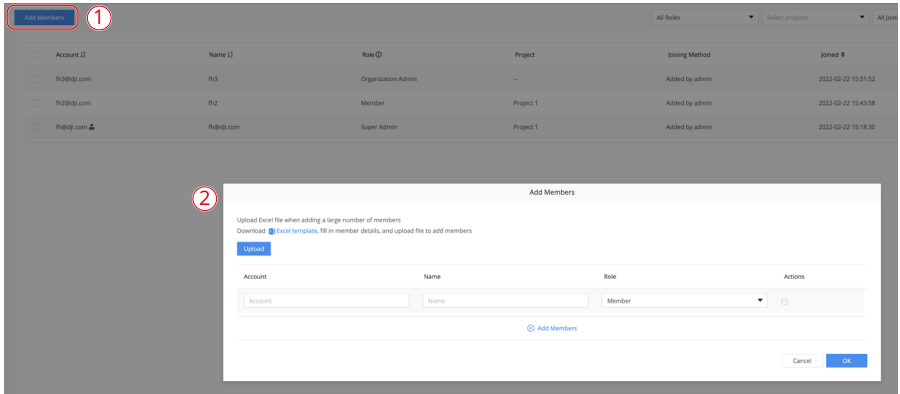 Add Members
1
All Roles
Select projects
All Joini
Account
Name
Role
Project
Joining Method
Joined
fh3@dji.com
fh3
Organization Admin
--
Added by admin
2022-02-22 15:51:52
fh2@dji.com
fh2
Member
Project 1
Added by admin
2022-02-22 15:43:58
fh@dji.com
fh@dji.com
Super Admin
Project 1
Added by admin
2022-02-22 15:18:30
2
Add Members
Upload Excel file when adding a large number of members
Download Excel template, fill in member details, and upload file to add members
Upload
Account
Name
Role
Actions
Account
Name
Member
Add Members
Cancel
OK